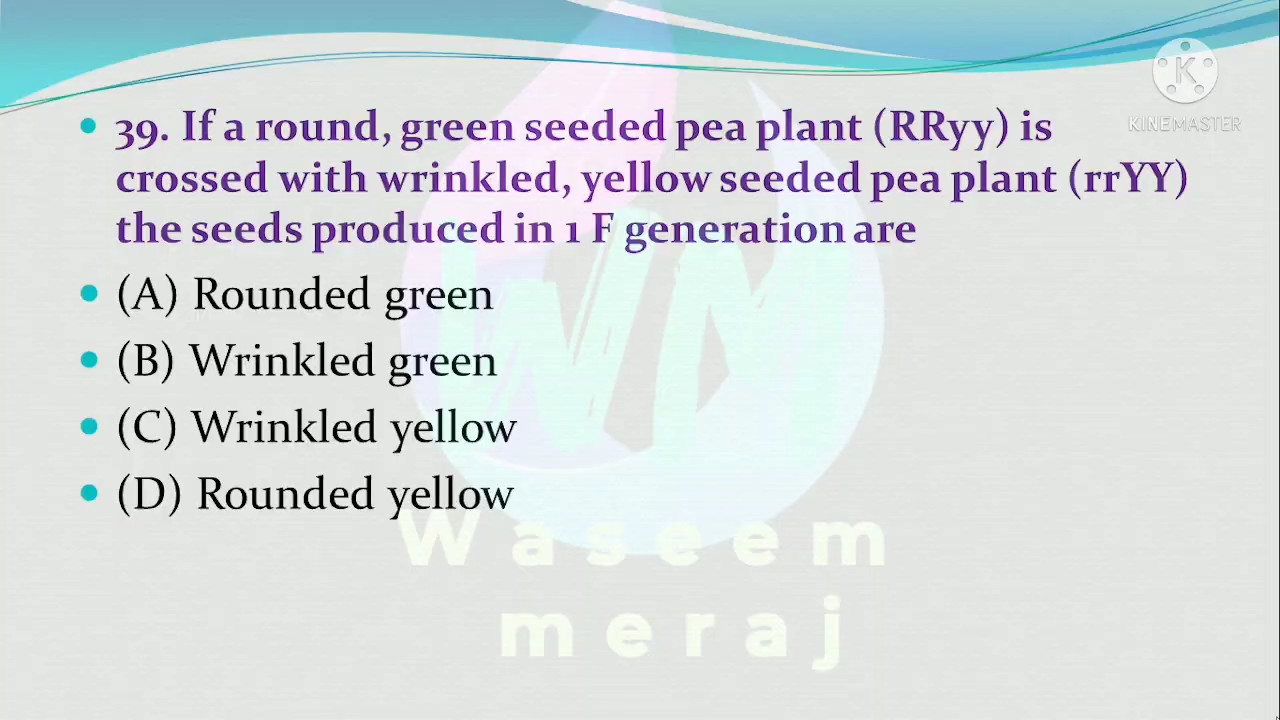 K
KINEMASTER
• 39. If a round, green seeded pea plant (RRyy) is
crossed with wrinkled, yellow seeded pea plant (rrYY)
the seeds produced in 1 F generation are
• (A) Rounded green
• (B) Wrinkled green
• (C) Wrinkled yellow
• (D) Rounded yellow
WM
Waseem
meraj